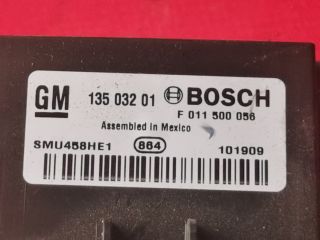 GM 135 032 01 BOSCH
F 011 500 056
Assembled in Mexico
SMU458HE1 864 101909